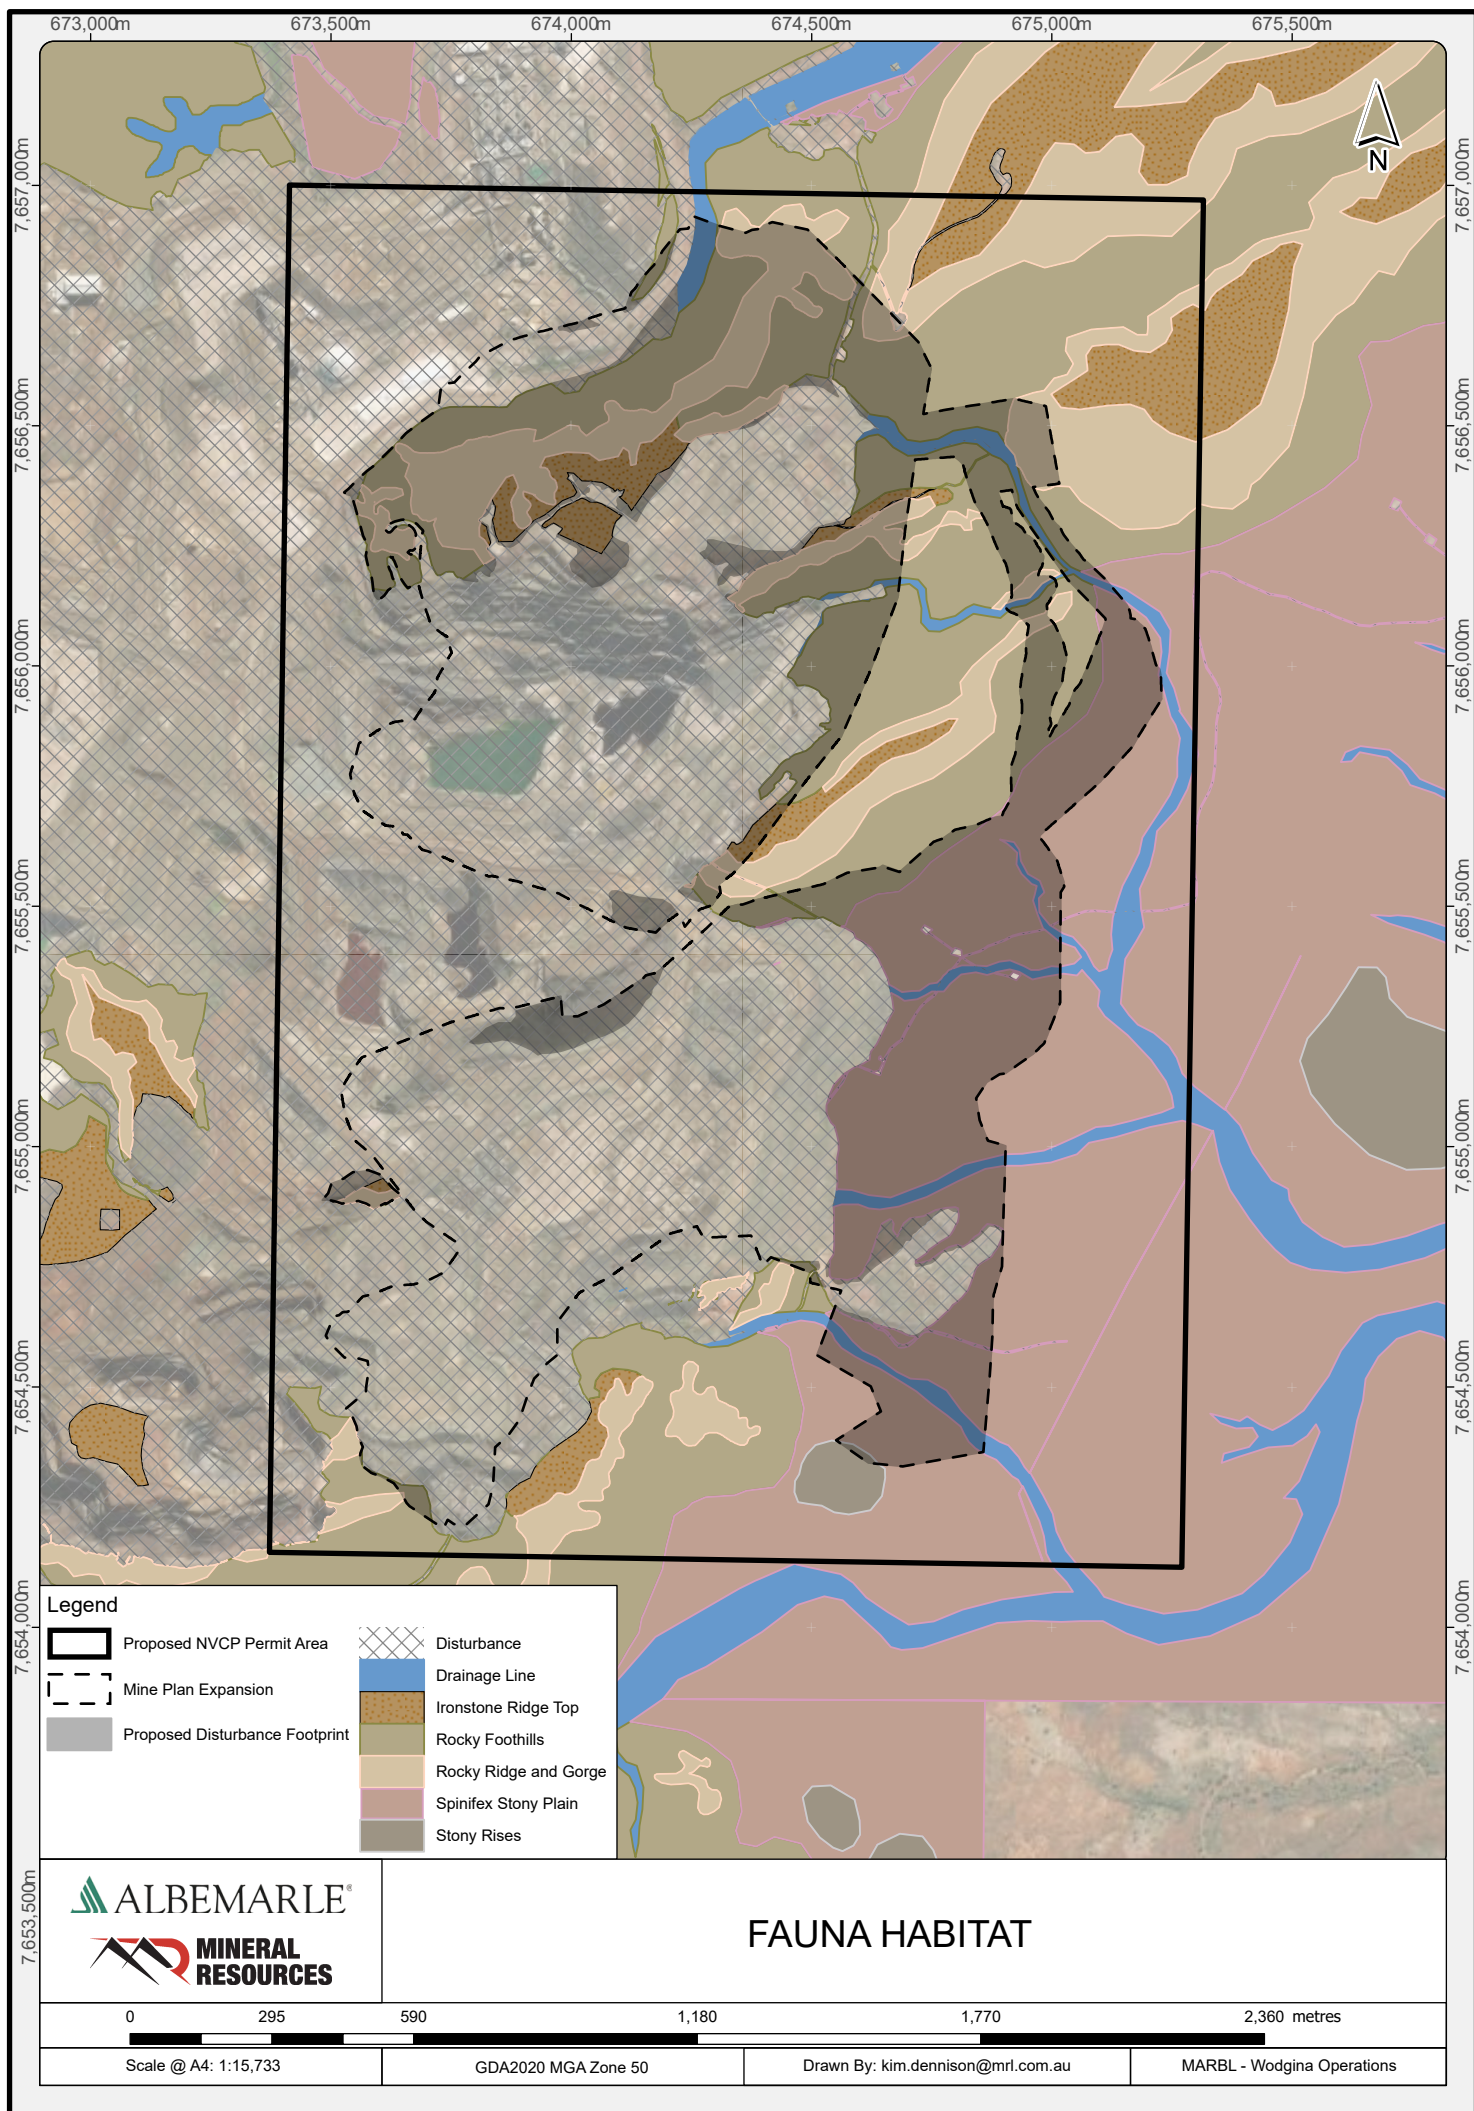 673,000m 673,500m 674,000m 674,500m 675,000m 675,500m
7,657,000m 7,657,000m
7,656,500m 7,656,500m
7,656,000m 7,656,000m
7,655,500m 7,655,500m
7,655,000m 7,655,000m
7,654,500m 7,654,500m
7,654,000m 7,654,000m
7,653,500m
N
Legend
Proposed NVCP Permit Area
Mine Plan Expansion
Proposed Disturbance Footprint
Disturbance
Drainage Line
Ironstone Ridge Top
Rocky Foothills
Rocky Ridge and Gorge
Spinifex Stony Plain
Stony Rises
ALBEMARLE®
MINERAL
RESOURCES
FAUNA HABITAT
0 295 590 1,180 1,770 2,360 metres
Scale @ A4: 1:15,733
GDA2020 MGA Zone 50
Drawn By: kim.dennison@mrl.com.au
MARBL - Wodgina Operations